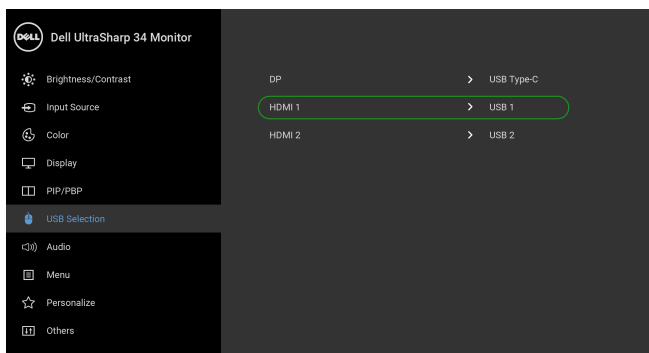 DELL Dell UltraSharp 34 Monitor
Brightness/Contrast
Input Source
Color
Display
PIP/PBP
USB Selection
Audio
Menu
Personalize
Others
DP > USB Type-C
HDMI 1 > USB 1
HDMI 2 > USB 2